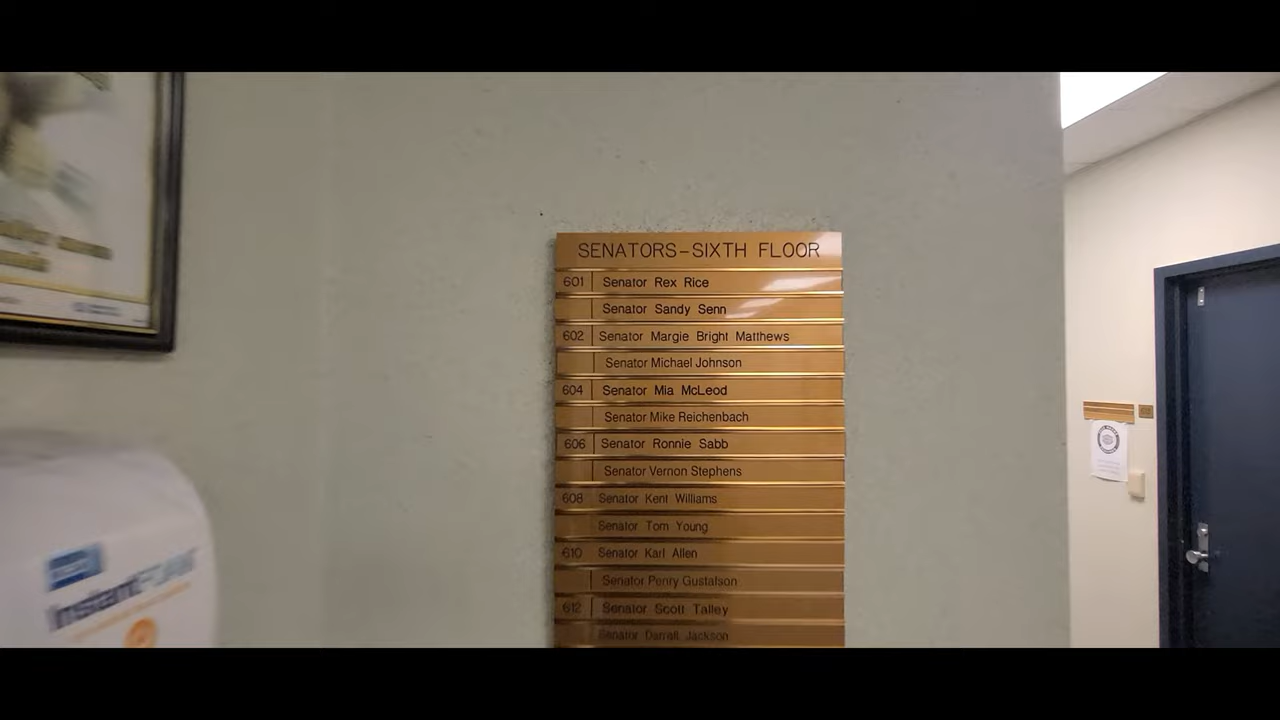 SENATORS-SIXTH FLOOR
601 Senator Rex Rice
Senator Sandy Senn
602 Senator Margie Bright Matthews
Senator Michael Johnson
604 Senator Mia McLeod
Senator Mike Reichenbach
606 Senator Ronnie Sabb
Senator Vernon Stephens
608 Senator Kent Williams
Senator Tom Young
610 Senator Karl Allen
Senator Penry Gustafson
612 Senator Scott Talley
Senator Darrell Jackson
Instant